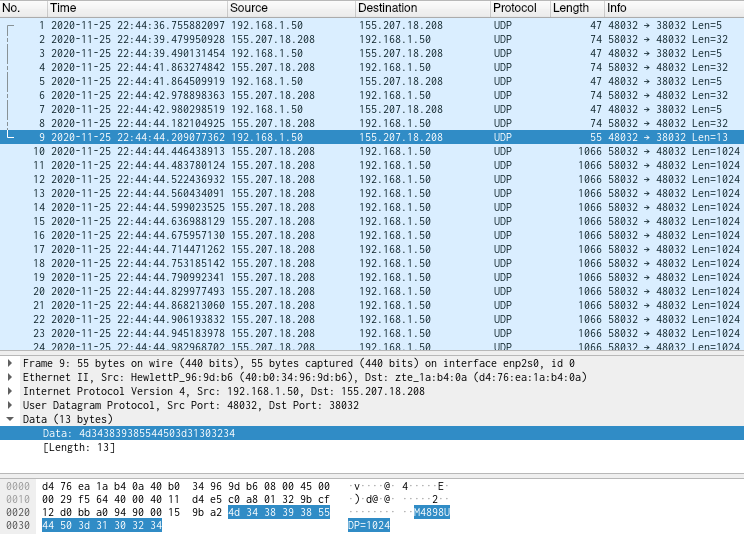 No. Time Source Destination Protocol Length Info
1 2020-11-25 22:44:36.755882097 192.168.1.50 155.207.18.208 UDP 47 48032 → 38032 Len=5
2 2020-11-25 22:44:39.479950928 155.207.18.208 192.168.1.50 UDP 74 58032 → 48032 Len=32
3 2020-11-25 22:44:39.490131454 192.168.1.50 155.207.18.208 UDP 47 48032 → 38032 Len=5
4 2020-11-25 22:44:41.863274842 155.207.18.208 192.168.1.50 UDP 74 58032 → 48032 Len=32
5 2020-11-25 22:44:41.864509919 192.168.1.50 155.207.18.208 UDP 47 48032 → 38032 Len=5
6 2020-11-25 22:44:42.978898363 155.207.18.208 192.168.1.50 UDP 74 58032 → 48032 Len=32
7 2020-11-25 22:44:42.980298519 192.168.1.50 155.207.18.208 UDP 47 48032 → 38032 Len=5
8 2020-11-25 22:44:44.182104925 155.207.18.208 192.168.1.50 UDP 74 58032 → 48032 Len=32
9 2020-11-25 22:44:44.209077362 192.168.1.50 155.207.18.208 UDP 55 48032 → 38032 Len=13
10 2020-11-25 22:44:44.446438913 155.207.18.208 192.168.1.50 UDP 1066 58032 → 48032 Len=1024
11 2020-11-25 22:44:44.483780124 155.207.18.208 192.168.1.50 UDP 1066 58032 → 48032 Len=1024
12 2020-11-25 22:44:44.522436932 155.207.18.208 192.168.1.50 UDP 1066 58032 → 48032 Len=1024
13 2020-11-25 22:44:44.560434091 155.207.18.208 192.168.1.50 UDP 1066 58032 → 48032 Len=1024
14 2020-11-25 22:44:44.599023525 155.207.18.208 192.168.1.50 UDP 1066 58032 → 48032 Len=1024
15 2020-11-25 22:44:44.636988129 155.207.18.208 192.168.1.50 UDP 1066 58032 → 48032 Len=1024
16 2020-11-25 22:44:44.675957130 155.207.18.208 192.168.1.50 UDP 1066 58032 → 48032 Len=1024
17 2020-11-25 22:44:44.714471262 155.207.18.208 192.168.1.50 UDP 1066 58032 → 48032 Len=1024
18 2020-11-25 22:44:44.753185142 155.207.18.208 192.168.1.50 UDP 1066 58032 → 48032 Len=1024
19 2020-11-25 22:44:44.790992341 155.207.18.208 192.168.1.50 UDP 1066 58032 → 48032 Len=1024
20 2020-11-25 22:44:44.829977493 155.207.18.208 192.168.1.50 UDP 1066 58032 → 48032 Len=1024
21 2020-11-25 22:44:44.868213060 155.207.18.208 192.168.1.50 UDP 1066 58032 → 48032 Len=1024
22 2020-11-25 22:44:44.906193832 155.207.18.208 192.168.1.50 UDP 1066 58032 → 48032 Len=1024
23 2020-11-25 22:44:44.945183978 155.207.18.208 192.168.1.50 UDP 1066 58032 → 48032 Len=1024
24 2020-11-25 22:44:44.982968702 155.207.18.208 192.168.1.50 UDP 1066 58032 → 48032 Len=1024
Frame 9: 55 bytes on wire (440 bits), 55 bytes captured (440 bits) on interface enp2s0, id 0
Ethernet II, Src: HewlettP_96:9d:b6 (40:b0:34:96:9d:b6), Dst: zte_1a:b4:0a (d4:76:ea:1a:b4:0a)
Internet Protocol Version 4, Src: 192.168.1.50, Dst: 155.207.18.208
User Datagram Protocol, Src Port: 48032, Dst Port: 38032
Data (13 bytes)
Data: 4d343839385544503d31303234
[Length: 13]
0000 d4 76 ea 1a b4 0a 40 b0 34 96 9d b6 08 00 45 00 ·v····@· 4·····E·
0010 00 29 f5 64 40 00 40 11 d4 e5 c0 a8 01 32 9b cf ·)·d@·@· ·····2··
0020 12 d0 bb a0 94 90 00 15 9b a2 4d 34 38 39 38 55 ········ ··M4898U
0030 44 50 3d 31 30 32 34 DP=1024